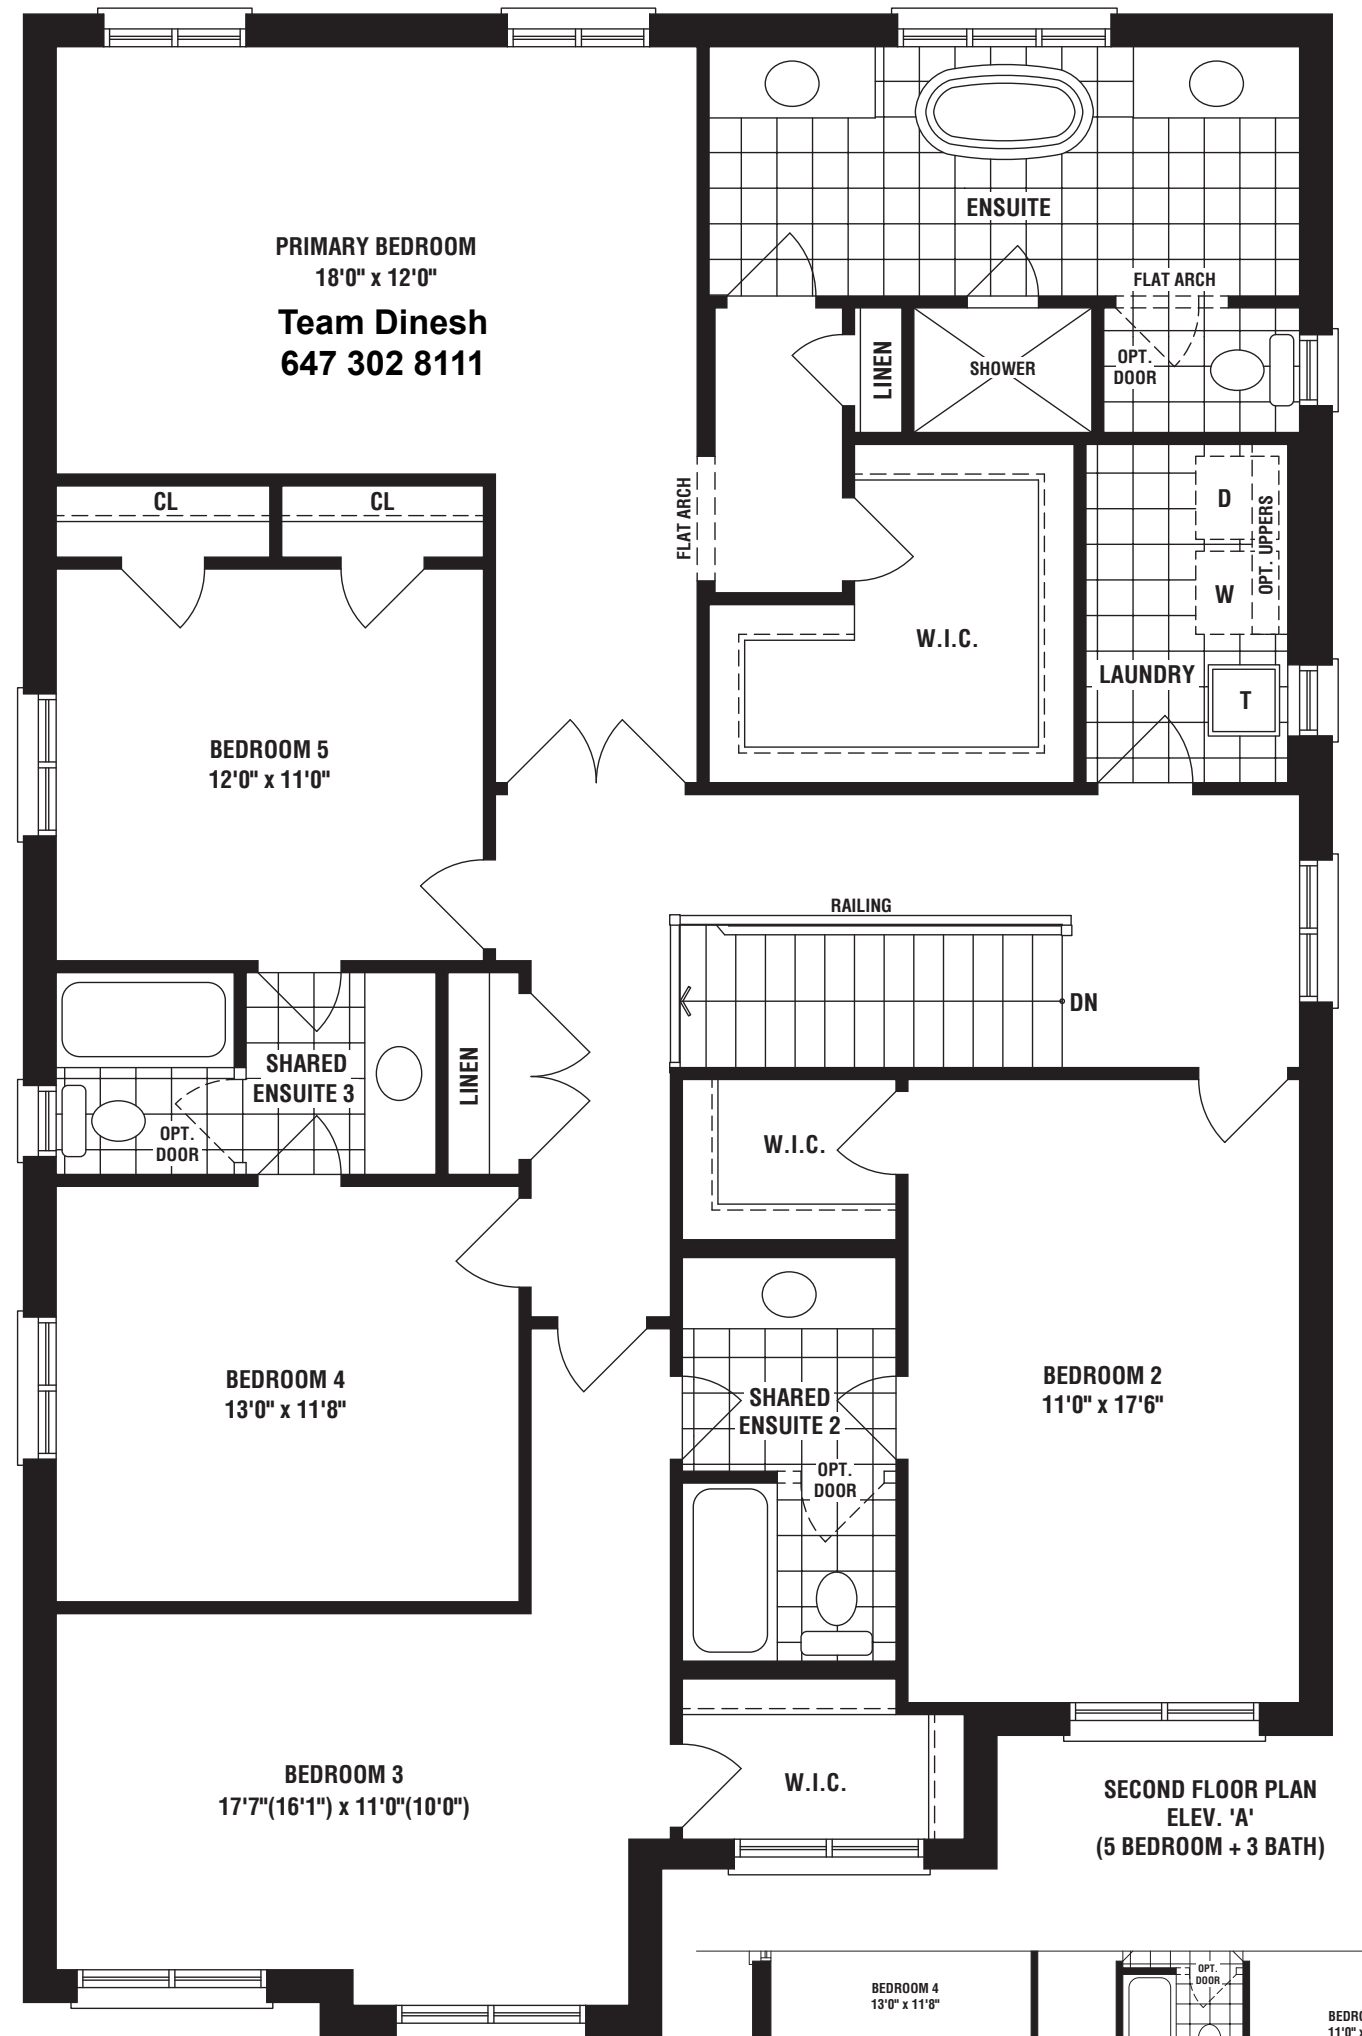 ENSUITE
PRIMARY BEDROOM
18'0" x 12'0"
Team Dinesh
647 302 8111
FLAT ARCH
LINEN
SHOWER
OPT.
DOOR
CL
CL
FLAT ARCH
D
W
OPT. UPPERS
W.I.C.
LAUNDRY
T
BEDROOM 5
12'0" x 11'0"
RAILING
DN
SHARED
ENSUITE 3
OPT.
DOOR
LINEN
W.I.C.
BEDROOM 4
13'0" x 11'8"
SHARED
ENSUITE 2
OPT.
DOOR
BEDROOM 2
11'0" x 17'6"
BEDROOM 3
17'7"(16'1") x 11'0"(10'0")
W.I.C.
SECOND FLOOR PLAN
ELEV. 'A'
(5 BEDROOM + 3 BATH)
BEDROOM 4
13'0" x 11'8"
OPT.
DOOR